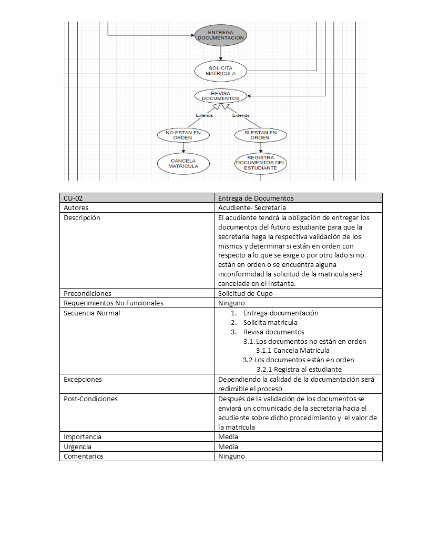 ENTREGA
DOCUMENTACION
SOLICITA
MATRICULA
REVISA
DOCUMENTOS
Extends Extends
NO ESTAN EN
ORDEN
SI ESTAN EN
ORDEN
CANCELA
MATRICULA
REGISTRA
DOCUMENTOS DEL
ESTUDIANTE
CU-02 Entrega de Documentos
Autores Acudiente- Secretaria
Descripción El acudiente tendrá la obligación de entregar los
documentos del futuro estudiante para que la
secretaria haga la respectiva validación de los
mismos y determinar si están en orden con
respecto a lo que se exige o por otro lado si no
están en orden o se encuentra alguna
inconformidad la solicitud de la matricula será
cancelada en el instante.
Precondiciones Solicitud de Cupo
Requerimientos No Funcionales Ninguno
Secuencia Normal 1. Entrega documentación
2. Solicita matricula
3. Revisa documentos
3.1. Los documentos no están en orden
3.1.1 Cancela Matricula
3.2 Los documentos están en orden
3.2.1 Registra al estudiante
Excepciones Dependiendo la calidad de la documentación será
redimible el proceso
Post-Condiciones Después de la validación de los documentos se
enviará un comunicado de la secretaria hacia el
acudiente sobre dicho procedimiento y el valor de
la matricula
Importancia Media
Urgencia Media
Comentarios Ninguno